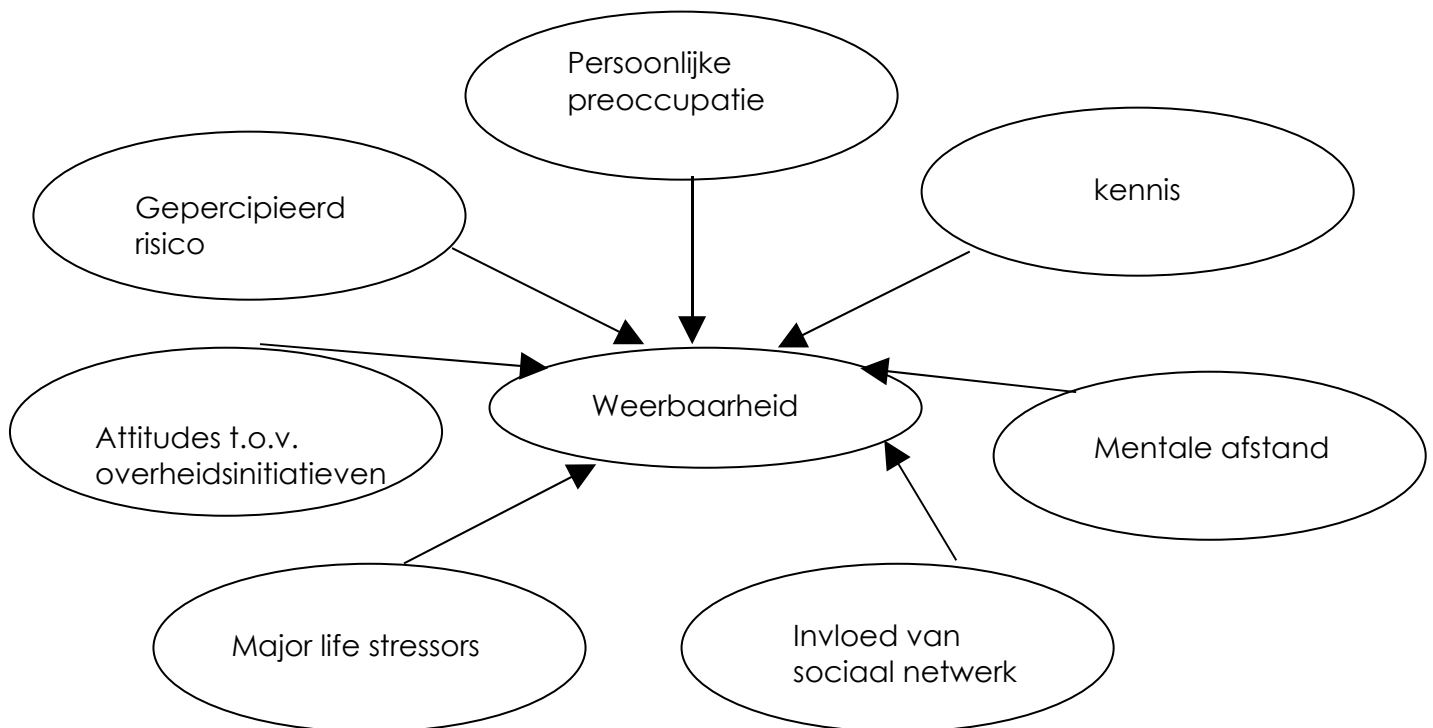 Persoonlijke
preoccupatie
Gepercipieerd
risico
kennis
Weerbaarheid
Attitudes t.o.v.
overheidsinitiatieven
Mentale afstand
Major life stressors
Invloed van
sociaal netwerk